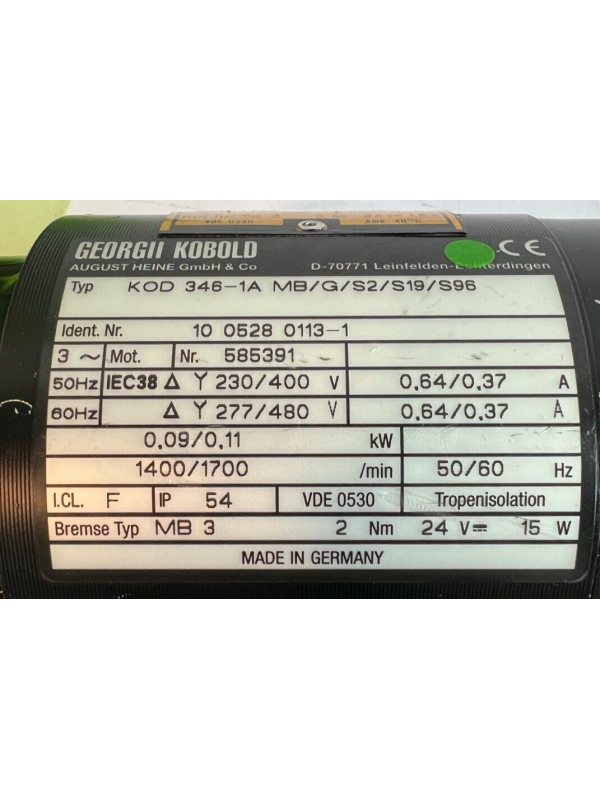 GEORGII KOBOLD CE
AUGUST HEINE GmbH & Co D-70771 Leinfelden-Echterdingen
Typ KOD 346-1A MB/G/S2/S19/S96
Ident. Nr. 10 0528 0113-1
3 ~ Mot. Nr. 585391
50Hz IEC38 Δ Y 230/400 V 0,64/0,37 A
60Hz Δ Y 277/480 V 0,64/0,37 A
0,09/0,11 kW
1400/1700 /min 50/60 Hz
I.CL. F IP 54 VDE 0530 Tropenisolation
Bremse Typ MB 3 2 Nm 24 V⎓ 15 W
MADE IN GERMANY